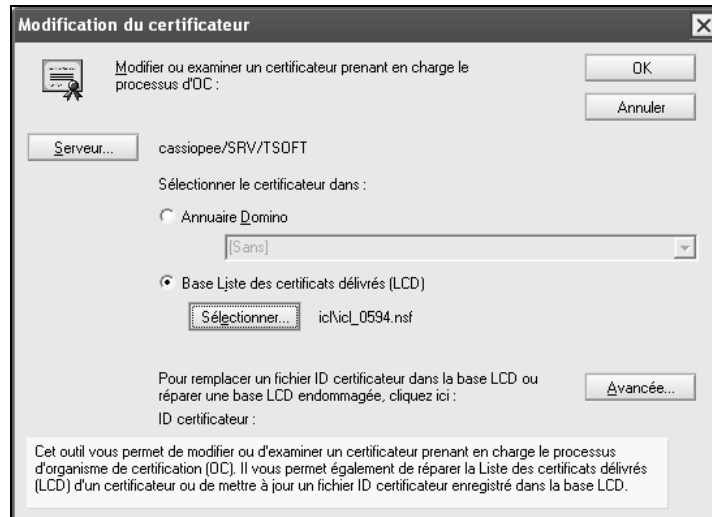 Modification du certificateur
Modifier ou examiner un certificateur prenant en charge le
processus d'OC :
OK
Annuler
Serveur...
cassiopee/SRV/TSOFT
Sélectionner le certificateur dans :
Annuaire Domino
[Sans]
Base Liste des certificats délivrés (LCD)
Sélectionner...
icl\icl_0594.nsf
Pour remplacer un fichier ID certificateur dans la base LCD ou
réparer une base LCD endommagée, cliquez ici :
Avancée...
ID certificateur :
Cet outil vous permet de modifier ou d'examiner un certificateur prenant en charge le processus
d'organisme de certification (OC). Il vous permet également de réparer la Liste des certificats délivrés
(LCD) d'un certificateur ou de mettre à jour un fichier ID certificateur enregistré dans la base LCD.